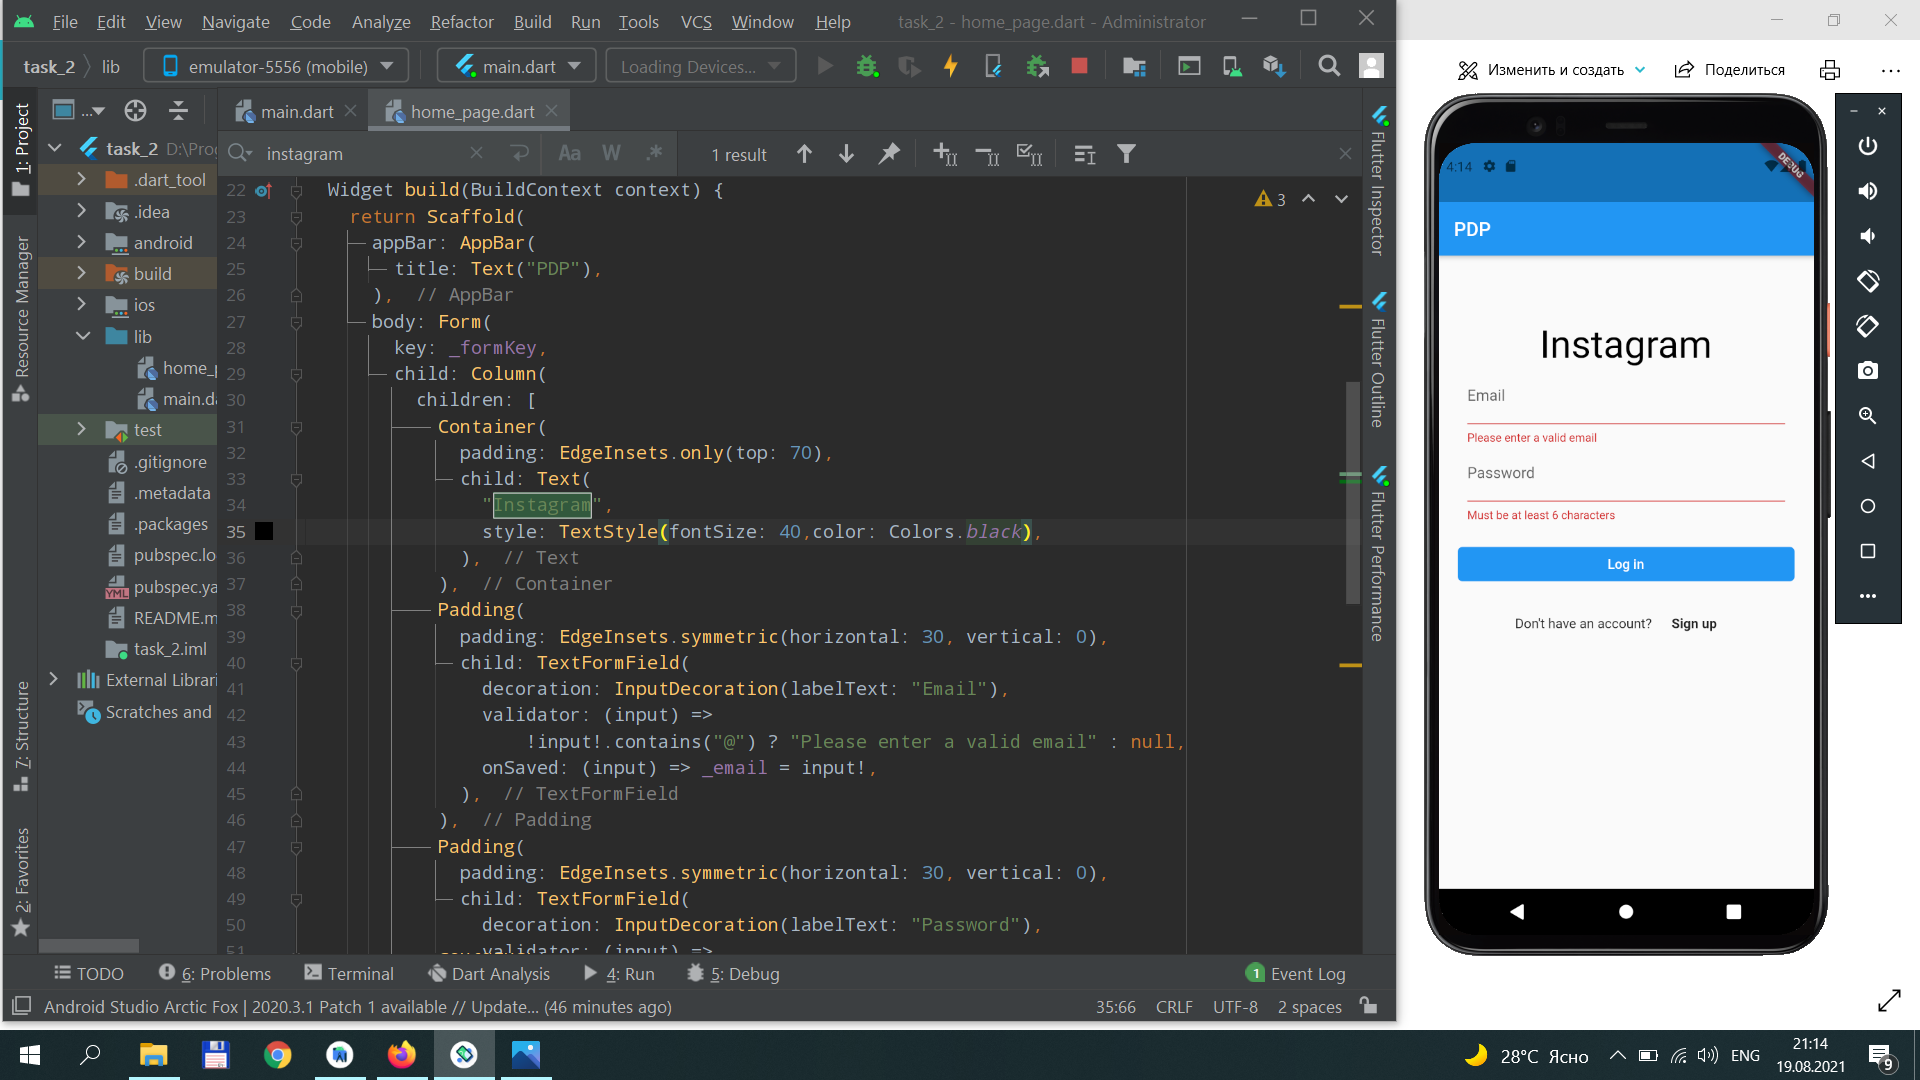 File Edit View Navigate Code Analyze Refactor Build Run Tools VCS Window Help task_2 - home_page.dart - Administrator
task_2 lib emulator-5556 (mobile) main.dart Loading Devices...
Изменить и создать Поделиться
... main.dart home_page.dart
instagram Aa W .* 1 result
1: Project
Resource Manager
7: Structure
2: Favorites
task_2 D:\Pro
.dart_tool
.idea
android
build
ios
lib
home_p
main.da
test
.gitignore
.metadata
.packages
pubspec.lo
pubspec.ya
README.m
task_2.iml
External Librari
Scratches and
22 Widget build(BuildContext context) {
23 return Scaffold(
24 appBar: AppBar(
25 title: Text("PDP"),
26 ), // AppBar
27 body: Form(
28 key: _formKey,
29 child: Column(
30 children: [
31 Container(
32 padding: EdgeInsets.only(top: 70),
33 child: Text(
34 "Instagram",
35 style: TextStyle(fontSize: 40,color: Colors.black),
36 ), // Text
37 ), // Container
38 Padding(
39 padding: EdgeInsets.symmetric(horizontal: 30, vertical: 0),
40 child: TextFormField(
41 decoration: InputDecoration(labelText: "Email"),
42 validator: (input) =>
43 !input!.contains("@") ? "Please enter a valid email" : null,
44 onSaved: (input) => _email = input!,
45 ), // TextFormField
46 ), // Padding
47 Padding(
48 padding: EdgeInsets.symmetric(horizontal: 30, vertical: 0),
49 child: TextFormField(
50 decoration: InputDecoration(labelText: "Password"),
51 validator: (input) =>
3
Flutter Inspector
Flutter Outline
Flutter Performance
TODO 6: Problems Terminal Dart Analysis 4: Run 5: Debug 1 Event Log
Android Studio Arctic Fox | 2020.3.1 Patch 1 available // Update... (46 minutes ago) 35:66 CRLF UTF-8 2 spaces
4:14
DEBUG
PDP
Instagram
Email
Please enter a valid email
Password
Must be at least 6 characters
Log in
Don't have an account? Sign up
28°C Ясно ENG
21:14
19.08.2021
9